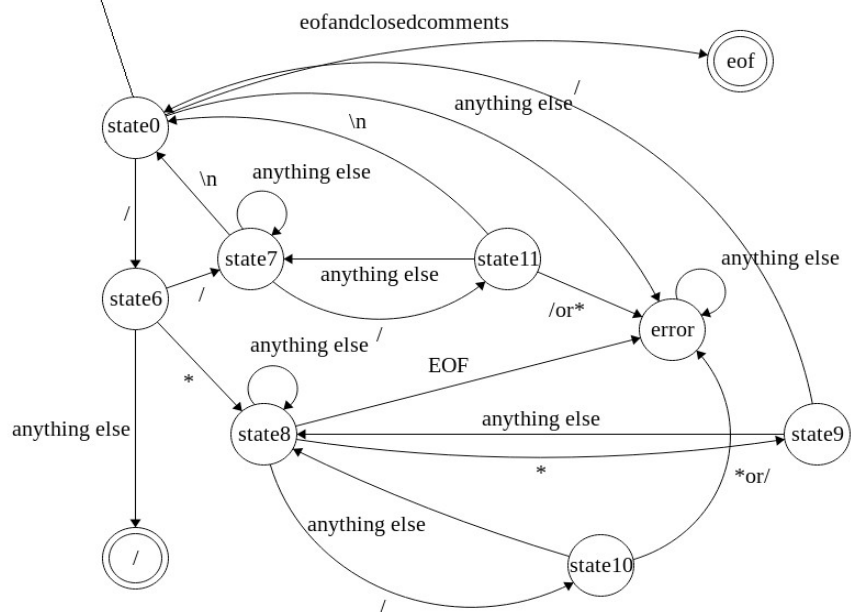 eofandclosedcomments
eof
/
anything else
\n
state0
\n
anything else
/
state7
state11
anything else
anything else
/
state6
/
/or*
error
/
anything else
EOF
*
anything else
anything else
state8
state9
*
*or/
anything else
/
state10
/